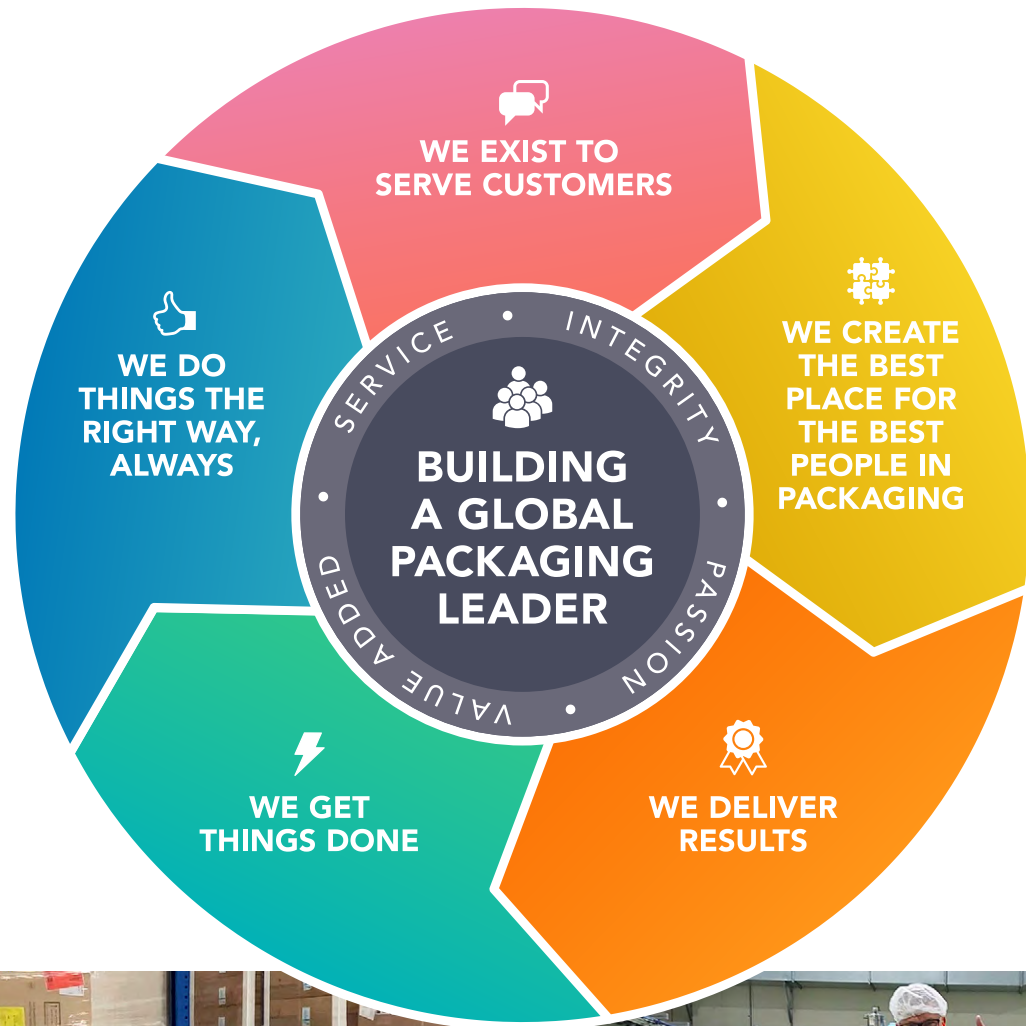 WE EXIST TO
SERVE CUSTOMERS
WE CREATE
THE BEST
PLACE FOR
THE BEST
PEOPLE IN
PACKAGING
WE DELIVER
RESULTS
WE GET
THINGS DONE
WE DO
THINGS THE
RIGHT WAY,
ALWAYS
SERVICE • INTEGRITY • PASSION • VALUE ADDED •
BUILDING
A GLOBAL
PACKAGING
LEADER